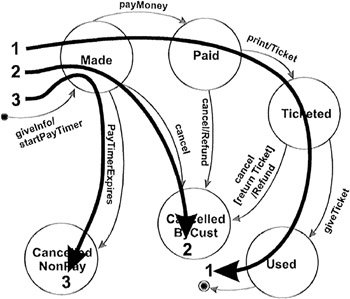 payMoney
1
2
3
Made
Paid
print/Ticket
giveInfo/
startPayTimer
PayTimerExpires
cancel
cancel/Refund
Ticketed
cancel
[return Ticket]
/Refund
giveTicket
Cancelled
ByCust
2
Cancelled
NonPay
3
1
Used